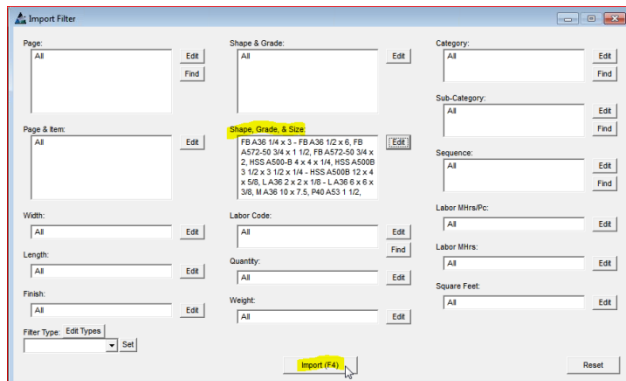 Import Filter
Page:
All
Edit
Find
Shape & Grade:
All
Edit
Category:
All
Edit
Find
Sub-Category:
All
Edit
Find
Page & Item:
All
Edit
Shape, Grade, & Size:
FB A36 1/4 x 3 - FB A36 1/2 x 6, FB
A572-50 3/4 x 1 1/2, FB A572-50 3/4 x
2, HSS A500-B 4 x 4 x 1/4, HSS A500B
3 1/2 x 3 1/2 x 1/4 - HSS A500B 12 x 4
x 5/8, L A36 2 x 2 x 1/8 - L A36 6 x 6 x
3/8, M A36 10 x 7.5, P40 A53 1 1/2,
Edit
Sequence:
All
Edit
Find
Width:
All
Edit
Labor Code:
All
Edit
Find
Labor MHrs/Pc:
All
Edit
Length:
All
Edit
Quantity:
All
Edit
Labor MHrs:
All
Edit
Finish:
All
Edit
Weight:
All
Edit
Square Feet:
All
Edit
Filter Type:
Edit Types
Set
Import (F4)
Reset